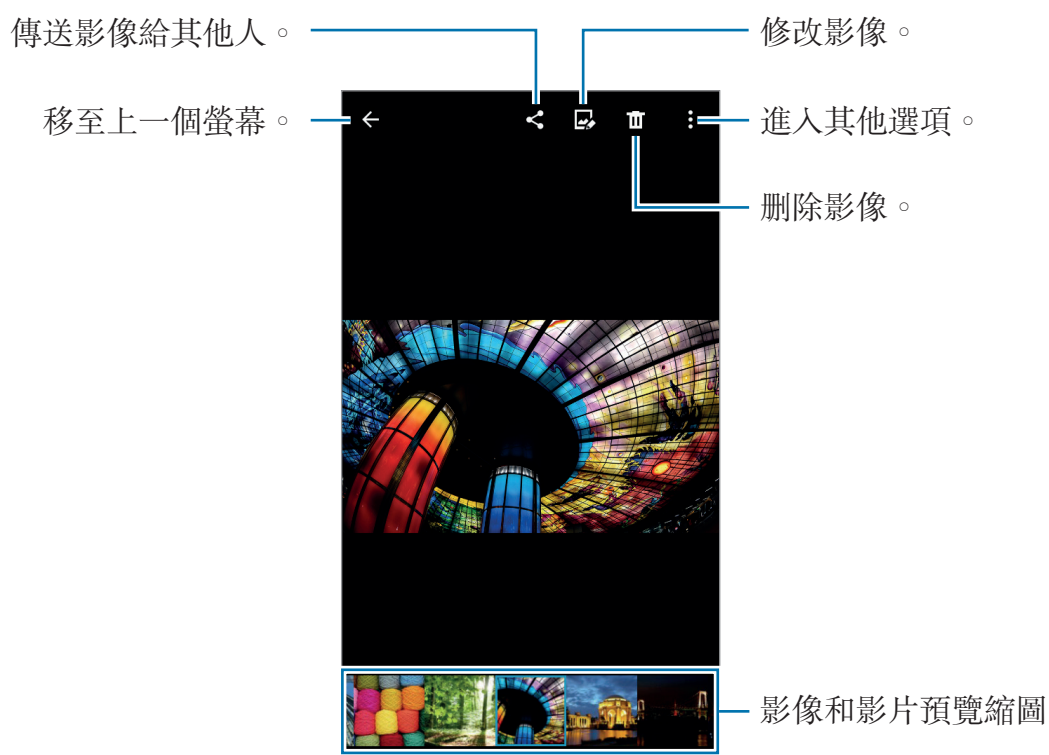 傳送影像給其他人。
修改影像。
移至上一個螢幕。
進入其他選項。
刪除影像。
影像和影片預覽縮圖